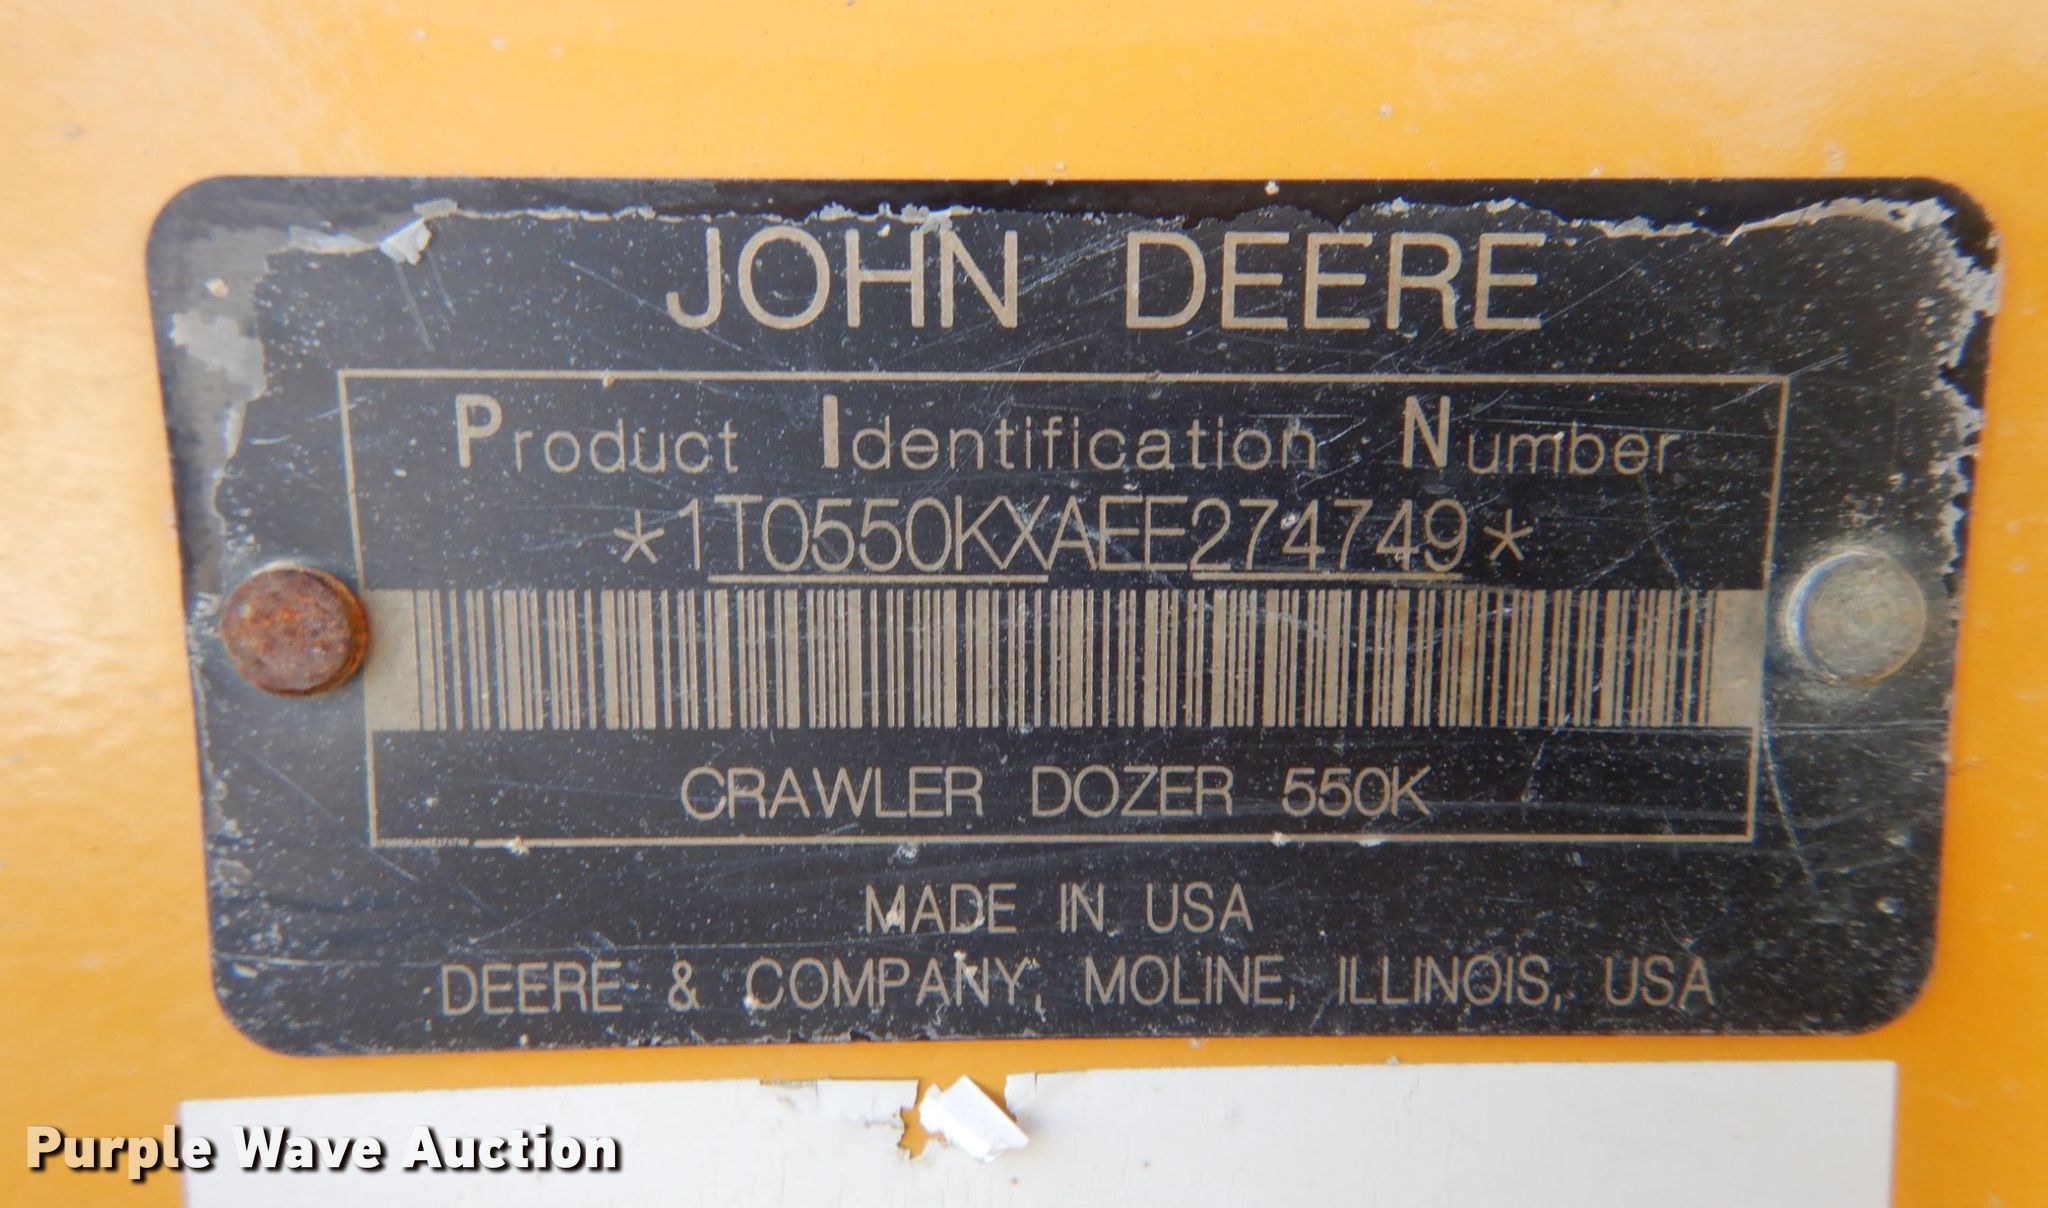 JOHN DEERE
Product Identification Number
*1T0550KXAEE274749*
CRAWLER DOZER 550K
MADE IN USA
DEERE & COMPANY, MOLINE, ILLINOIS, USA
Purple Wave Auction